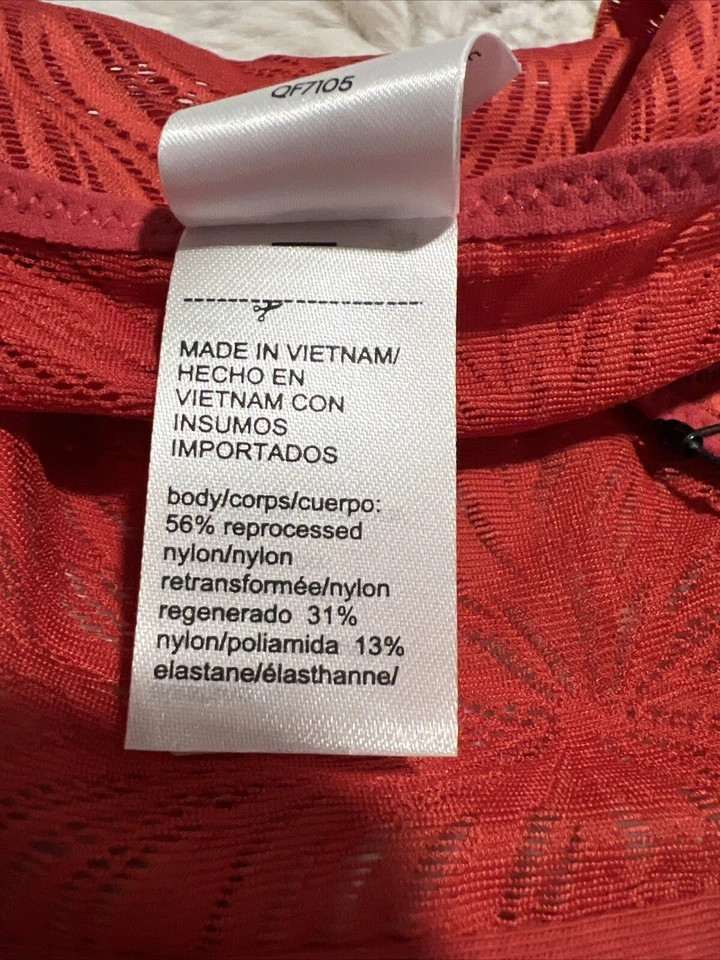 QF7105
MADE IN VIETNAM/
HECHO EN
VIETNAM CON
INSUMOS
IMPORTADOS
body/corps/cuerpo:
56% reprocessed
nylon/nylon
retransformée/nylon
regenerado 31%
nylon/poliamida 13%
elastane/élasthanne/